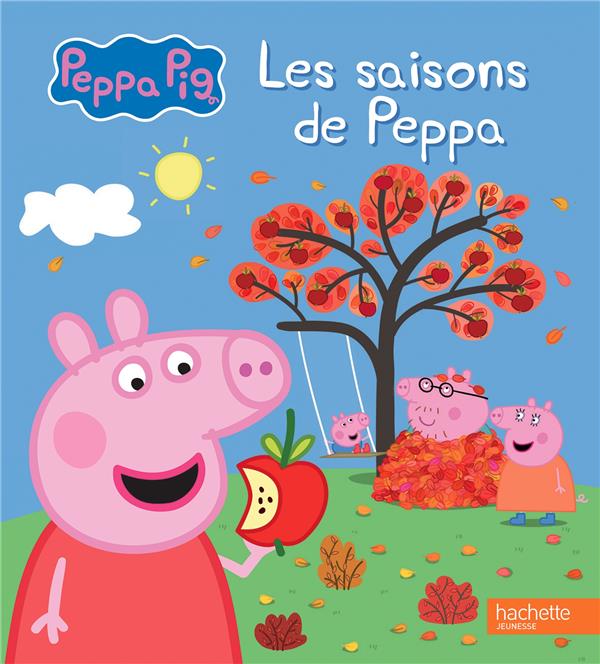 Peppa Pig
Les saisons
de Peppa
hachette
JEUNESSE